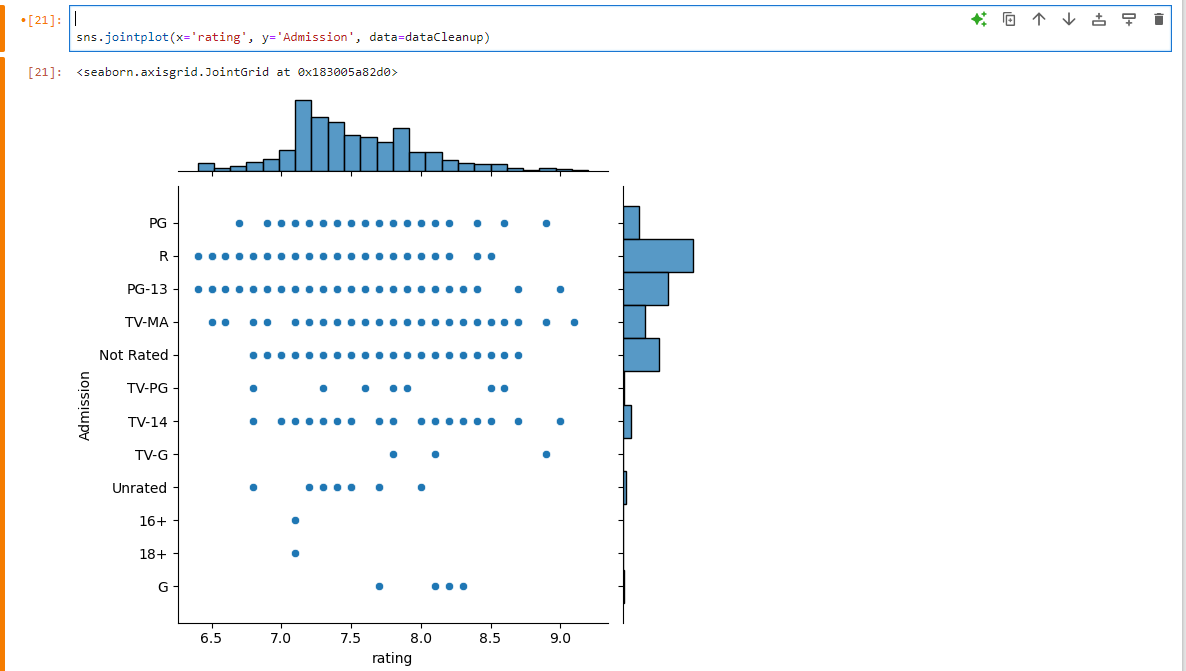 [21]:
sns.jointplot(x='rating', y='Admission', data=dataCleanup)
[21]: <seaborn.axisgrid.JointGrid at 0x183005a82d0>
PG
R
PG-13
TV-MA
Not Rated
TV-PG
TV-14
TV-G
Unrated
16+
18+
G
Admission
6.5 7.0 7.5 8.0 8.5 9.0
rating